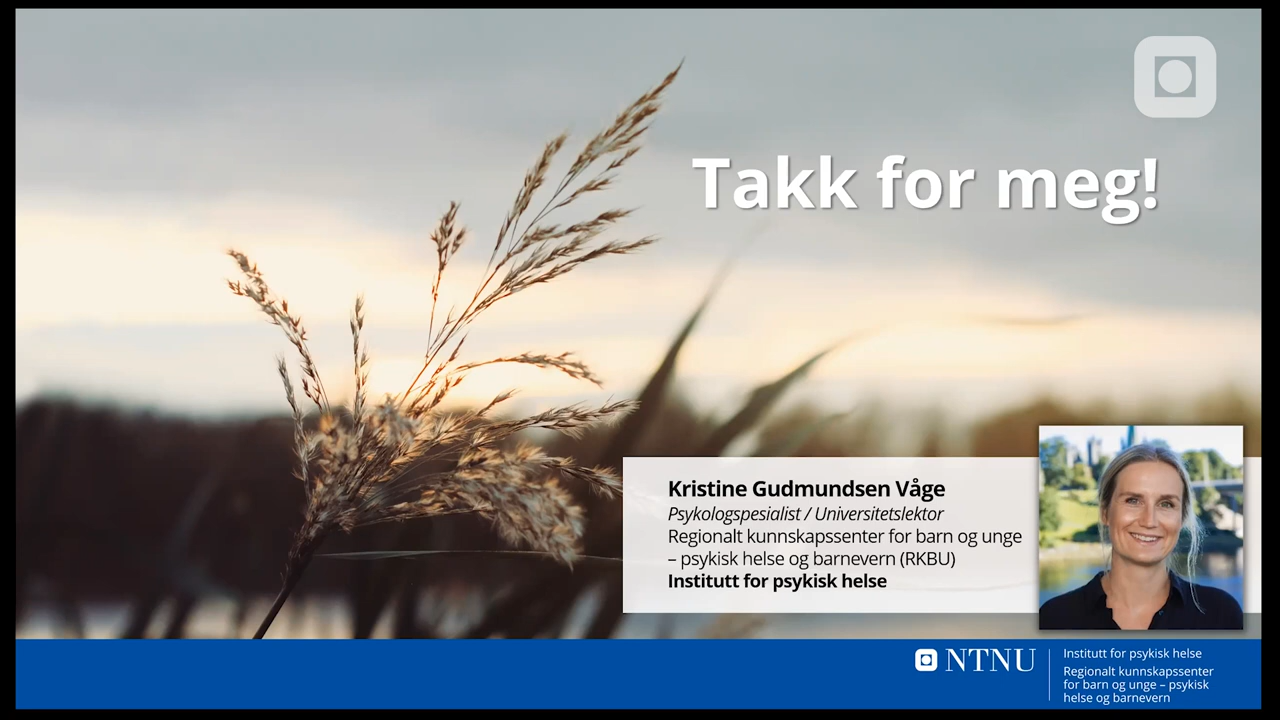 Takk for meg!
Kristine Gudmundsen Våge
Psykologspesialist / Universitetslektor
Regionalt kunnskapssenter for barn og unge
– psykisk helse og barnevern (RKBU)
Institutt for psykisk helse
NTNU
Institutt for psykisk helse
Regionalt kunnskapssenter
for barn og unge – psykisk
helse og barnevern